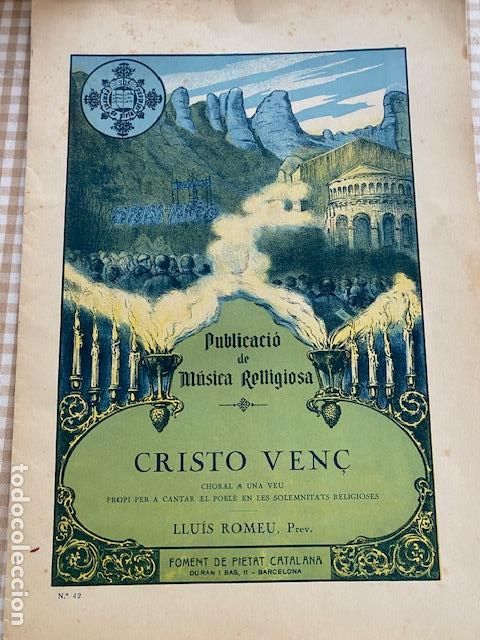 Publicació
de
Música Religiosa
CRISTO VENÇ
CHORAL A UNA VEU
PROPI PER A CANTAR EL POBLE EN LES SOLEMNITATS RELIGIOSES
LLUÍS ROMEU, Prev.
FOMENT DE PIETAT CATALANA
DURAN I BAS, 11 - BARCELONA
N.º 42
todocoleccion